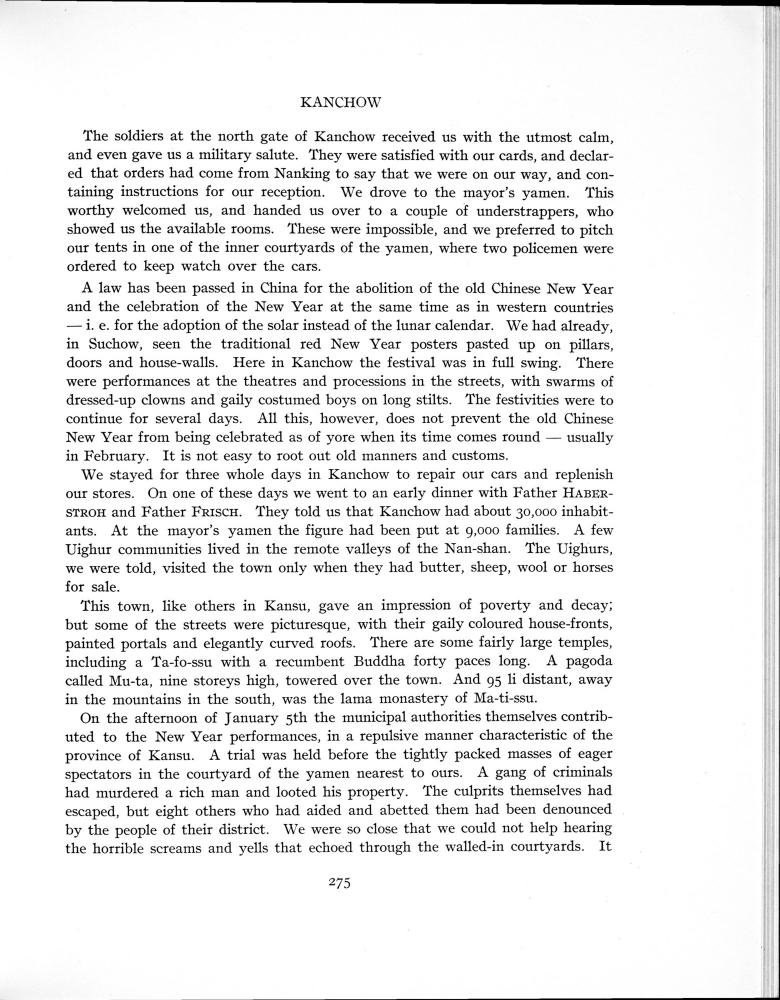 KANCHOW
The soldiers at the north gate of Kanchow received us with the utmost calm,
and even gave us a military salute. They were satisfied with our cards, and declar-
ed that orders had come from Nanking to say that we were on our way, and con-
taining instructions for our reception. We drove to the mayor's yamen. This
worthy welcomed us, and handed us over to a couple of understrappers, who
showed us the available rooms. These were impossible, and we preferred to pitch
our tents in one of the inner courtyards of the yamen, where two policemen were
ordered to keep watch over the cars.
A law has been passed in China for the abolition of the old Chinese New Year
and the celebration of the New Year at the same time as in western countries
— i. e. for the adoption of the solar instead of the lunar calendar. We had already,
in Suchow, seen the traditional red New Year posters pasted up on pillars,
doors and house-walls. Here in Kanchow the festival was in full swing. There
were performances at the theatres and processions in the streets, with swarms of
dressed-up clowns and gaily costumed boys on long stilts. The festivities were to
continue for several days. All this, however, does not prevent the old Chinese
New Year from being celebrated as of yore when its time comes round — usually
in February. It is not easy to root out old manners and customs.
We stayed for three whole days in Kanchow to repair our cars and replenish
our stores. On one of these days we went to an early dinner with Father HABER-
STROH and Father FRISCH. They told us that Kanchow had about 30,000 inhabit-
ants. At the mayor's yamen the figure had been put at 9,000 families. A few
Uighur communities lived in the remote valleys of the Nan-shan. The Uighurs,
we were told, visited the town only when they had butter, sheep, wool or horses
for sale.
This town, like others in Kansu, gave an impression of poverty and decay;
but some of the streets were picturesque, with their gaily coloured house-fronts,
painted portals and elegantly curved roofs. There are some fairly large temples,
including a Ta-fo-ssu with a recumbent Buddha forty paces long. A pagoda
called Mu-ta, nine storeys high, towered over the town. And 95 li distant, away
in the mountains in the south, was the lama monastery of Ma-ti-ssu.
On the afternoon of January 5th the municipal authorities themselves contrib-
uted to the New Year performances, in a repulsive manner characteristic of the
province of Kansu. A trial was held before the tightly packed masses of eager
spectators in the courtyard of the yamen nearest to ours. A gang of criminals
had murdered a rich man and looted his property. The culprits themselves had
escaped, but eight others who had aided and abetted them had been denounced
by the people of their district. We were so close that we could not help hearing
the horrible screams and yells that echoed through the walled-in courtyards. It
275